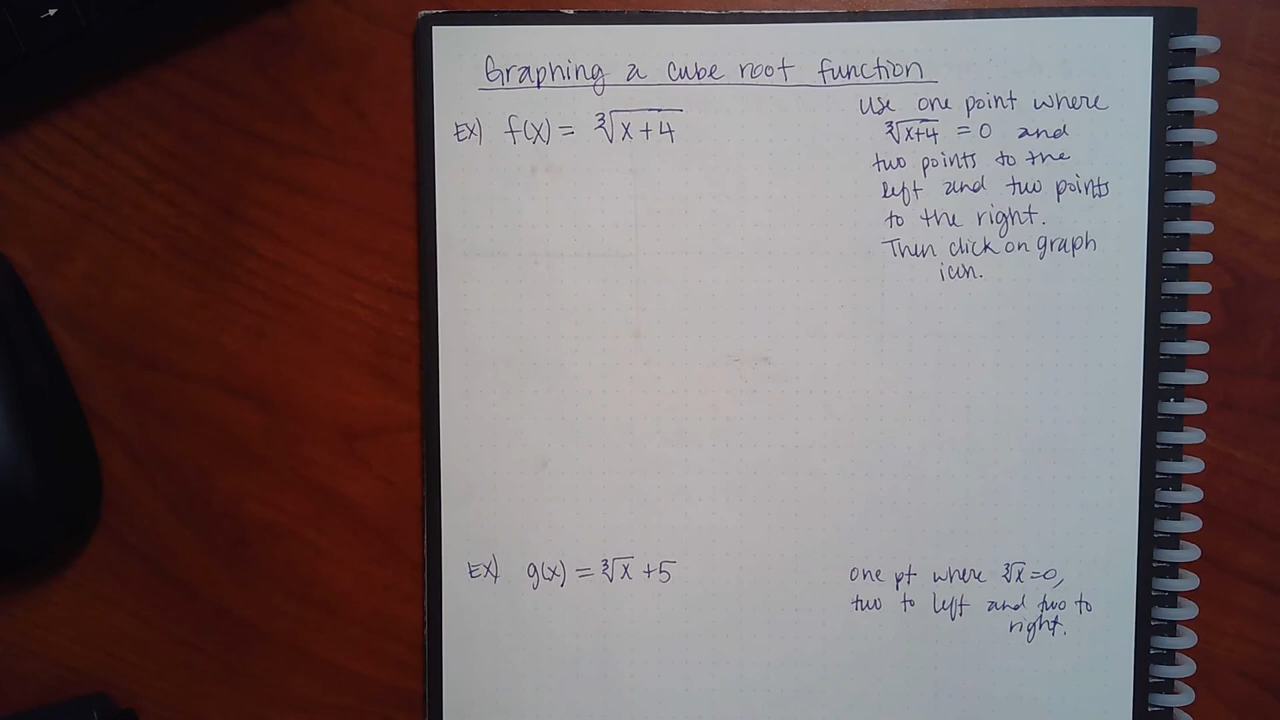 Graphing a cube root function
EX) f(x) = ∛(x+4)
Use one point where
∛(x+4) = 0 and
two points to the
left and two points
to the right.
Then click on graph
icon.
EX) g(x) = ∛x + 5
one pt where ∛x = 0,
two to left and two to
right.